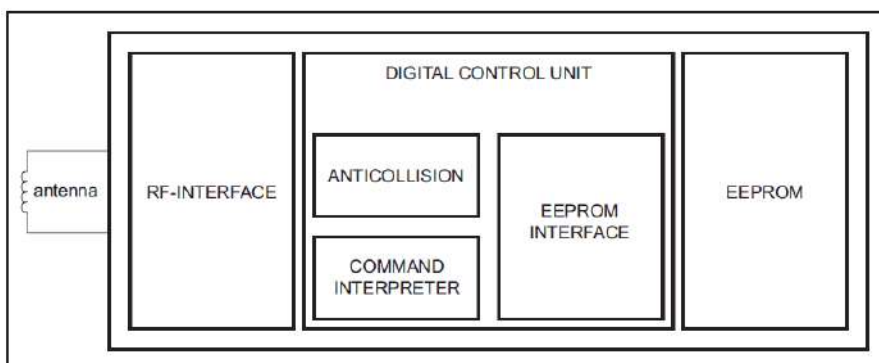 DIGITAL CONTROL UNIT
antenna
RF-INTERFACE
ANTICOLLISION
COMMAND
INTERPRETER
EEPROM
INTERFACE
EEPROM